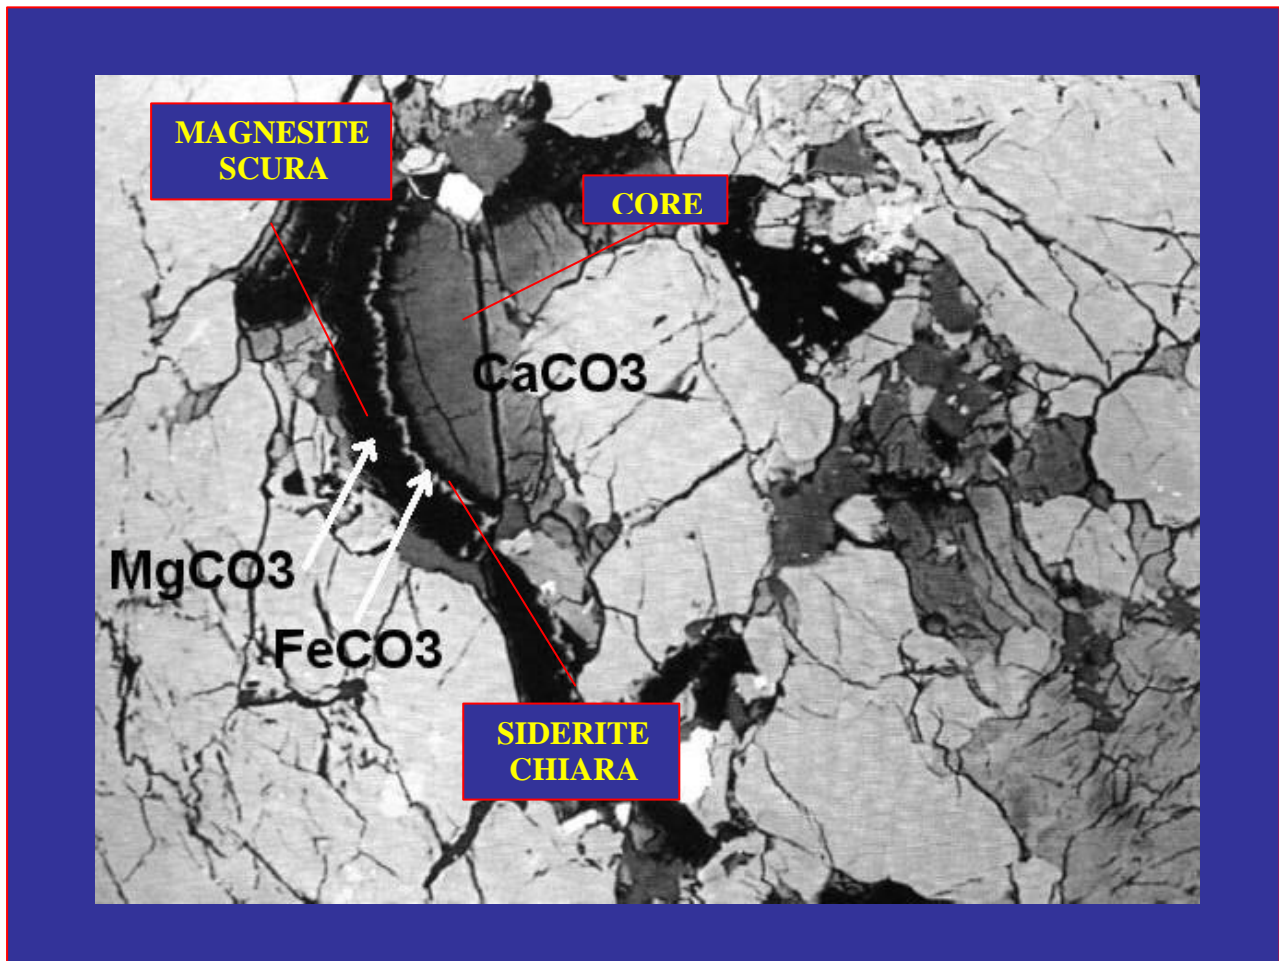 MAGNESITE
SCURA
CORE
CaCO3
MgCO3
FeCO3
SIDERITE
CHIARA